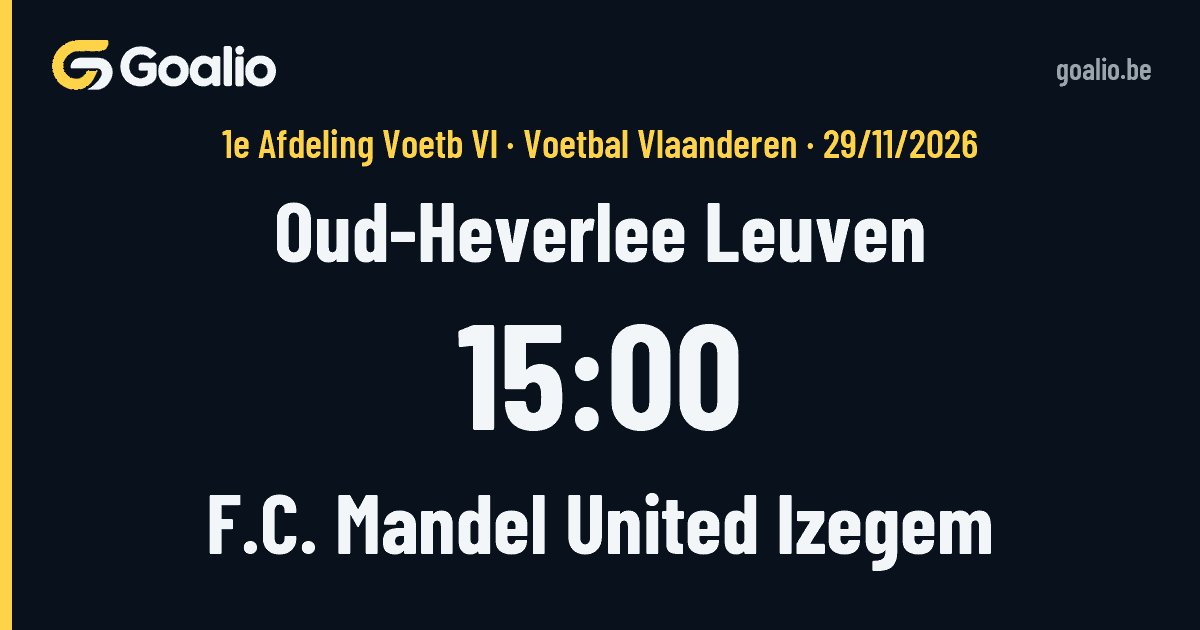 Goalio
goalio.be
1e Afdeling Voetb Vl · Voetbal Vlaanderen · 29/11/2026
Oud-Heverlee Leuven
15:00
F.C. Mandel United Izegem